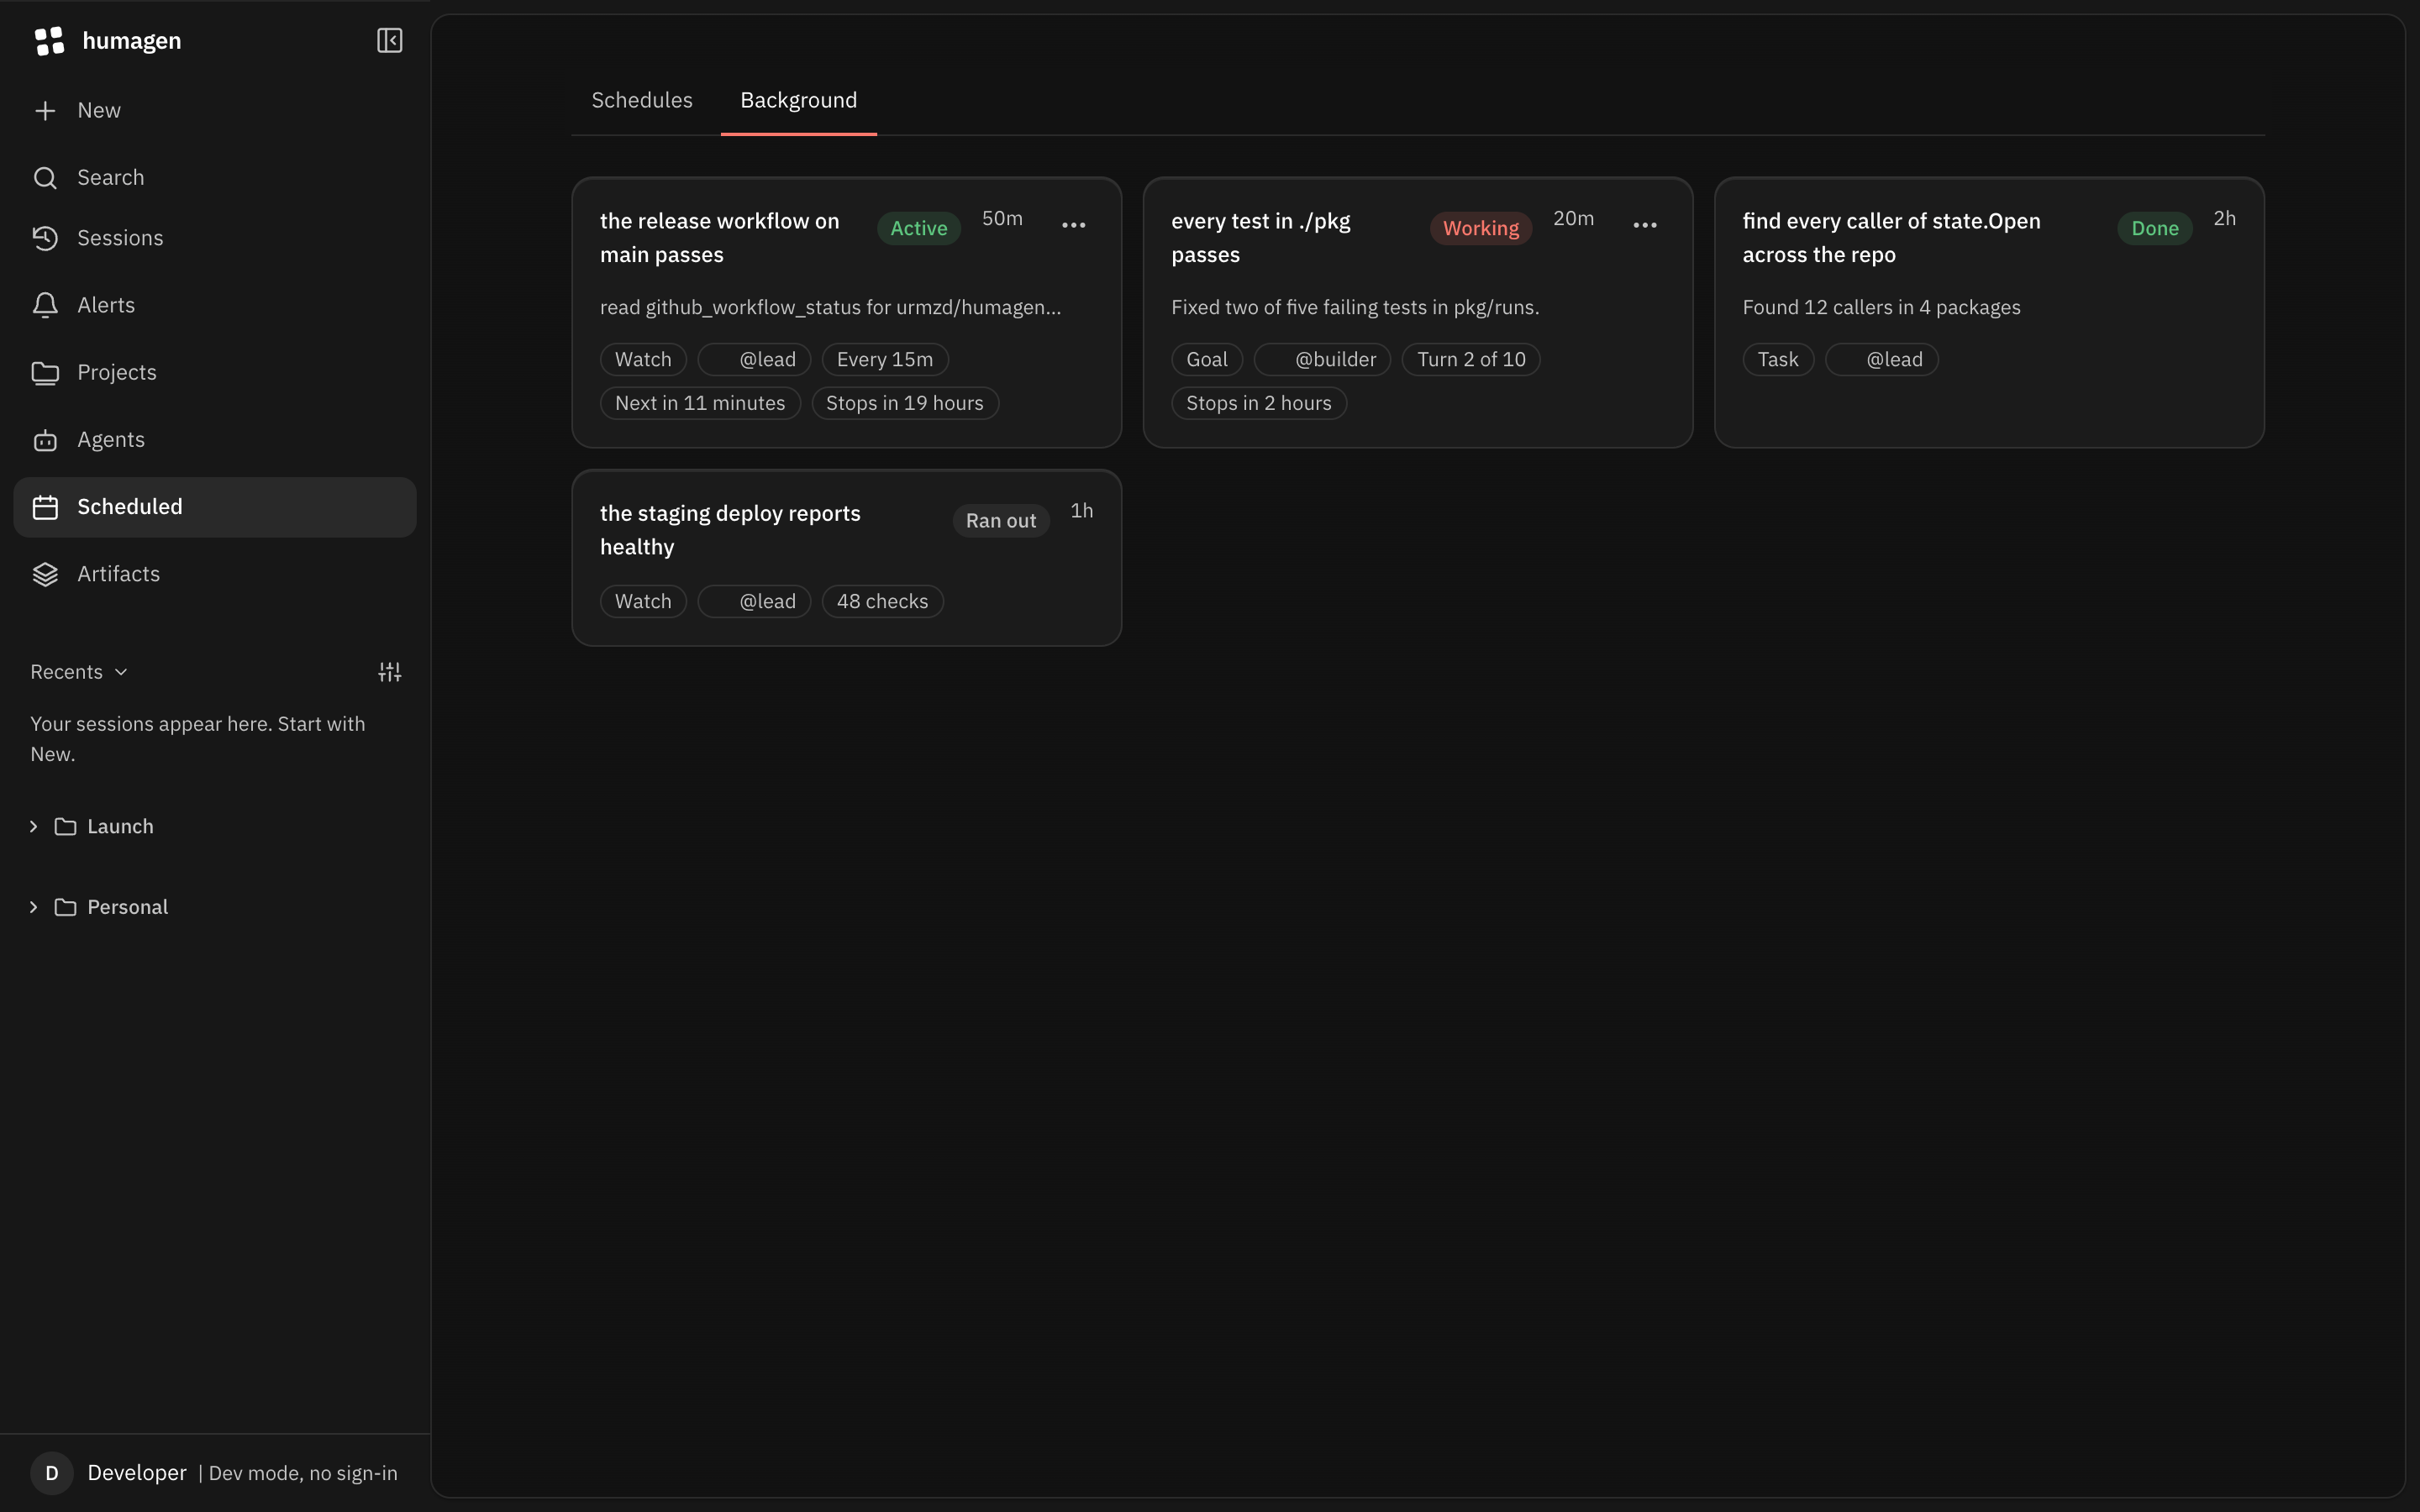 humagen
New
Search
Sessions
Alerts
Projects
Agents
Scheduled
Artifacts
Recents
Your sessions appear here. Start with
New.
Launch
Personal
D Developer | Dev mode, no sign-in
Schedules Background
the release workflow on
main passes
Active 50m
read github_workflow_status for urmzd/humagen...
Watch @lead Every 15m
Next in 11 minutes Stops in 19 hours
every test in ./pkg
passes
Working 20m
Fixed two of five failing tests in pkg/runs.
Goal @builder Turn 2 of 10
Stops in 2 hours
find every caller of state.Open
across the repo
Done 2h
Found 12 callers in 4 packages
Task @lead
the staging deploy reports
healthy
Ran out 1h
Watch @lead 48 checks